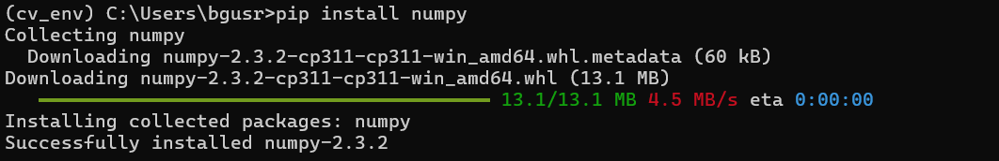 (cv_env) C:\Users\bgusr>pip install numpy
Collecting numpy
  Downloading numpy-2.3.2-cp311-cp311-win_amd64.whl.metadata (60 kB)
Downloading numpy-2.3.2-cp311-cp311-win_amd64.whl (13.1 MB)
13.1/13.1 MB 4.5 MB/s eta 0:00:00
Installing collected packages: numpy
Successfully installed numpy-2.3.2